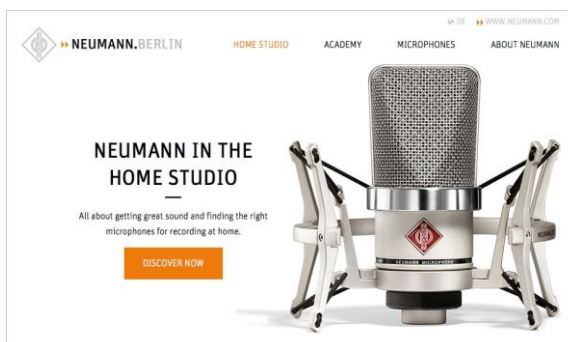 DE WWW.NEUMANN.COM
NEUMANN.BERLIN
HOME STUDIO ACADEMY MICROPHONES ABOUT NEUMANN
NEUMANN IN THE
HOME STUDIO
All about getting great sound and finding the right
microphones for recording at home.
DISCOVER NOW
NEUMANN MICROPHONE